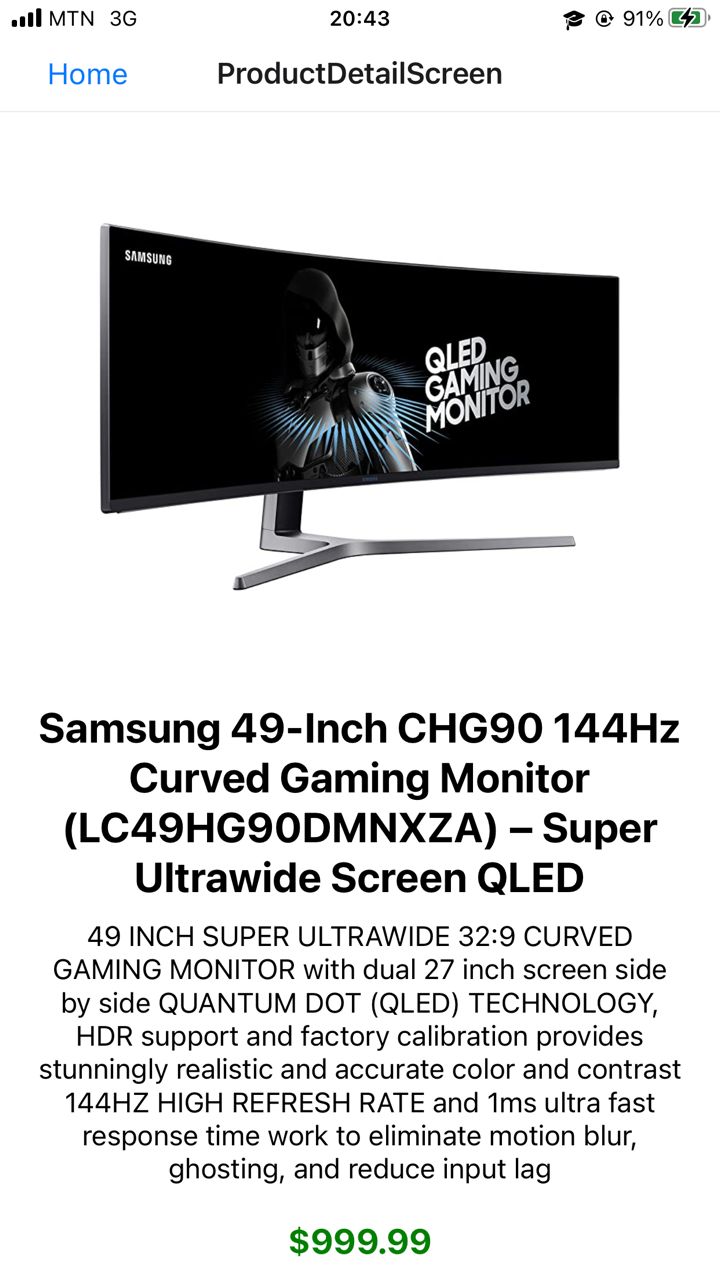 MTN 3G 20:43 91%
Home ProductDetailScreen
SAMSUNG
QLED
GAMING
MONITOR
Samsung 49-Inch CHG90 144Hz
Curved Gaming Monitor
(LC49HG90DMNXZA) – Super
Ultrawide Screen QLED
49 INCH SUPER ULTRAWIDE 32:9 CURVED
GAMING MONITOR with dual 27 inch screen side
by side QUANTUM DOT (QLED) TECHNOLOGY,
HDR support and factory calibration provides
stunningly realistic and accurate color and contrast
144HZ HIGH REFRESH RATE and 1ms ultra fast
response time work to eliminate motion blur,
ghosting, and reduce input lag
$999.99